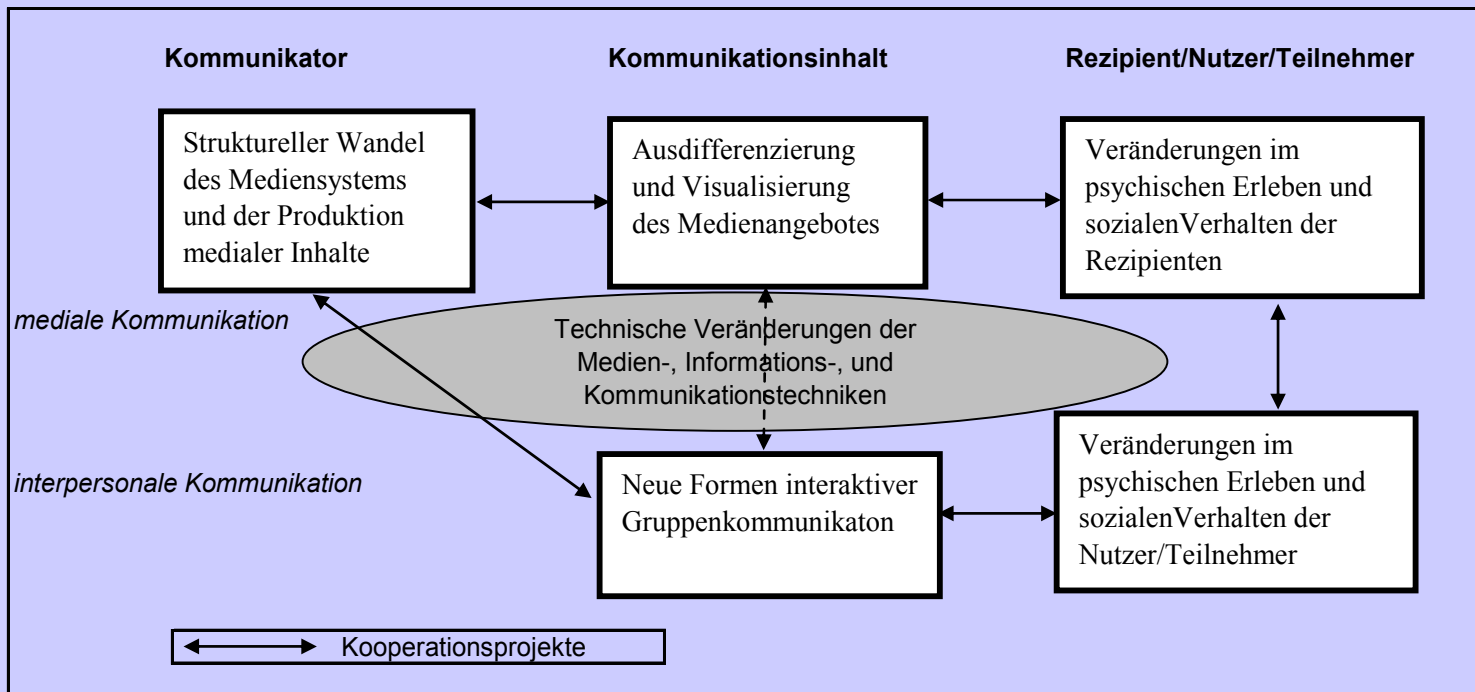 Kommunikator
Kommunikationsinhalt
Rezipient/Nutzer/Teilnehmer
Struktureller Wandel
des Mediensystems
und der Produktion
medialer Inhalte
Ausdifferenzierung
und Visualisierung
des Medienangebotes
Veränderungen im
psychischen Erleben und
sozialenVerhalten der
Rezipienten
mediale Kommunikation
Technische Veränderungen der
Medien-, Informations-, und
Kommunikationstechniken
interpersonale Kommunikation
Neue Formen interaktiver
Gruppenkommunikaton
Veränderungen im
psychischen Erleben und
sozialenVerhalten der
Nutzer/Teilnehmer
Kooperationsprojekte